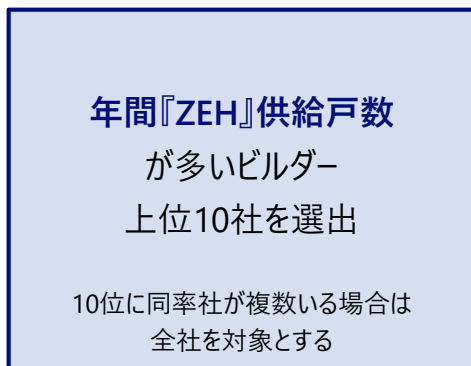 年間『ZEH』供給戸数
が多いビルダー
上位10社を選出
10位に同率社が複数いる場合は
全社を対象とする